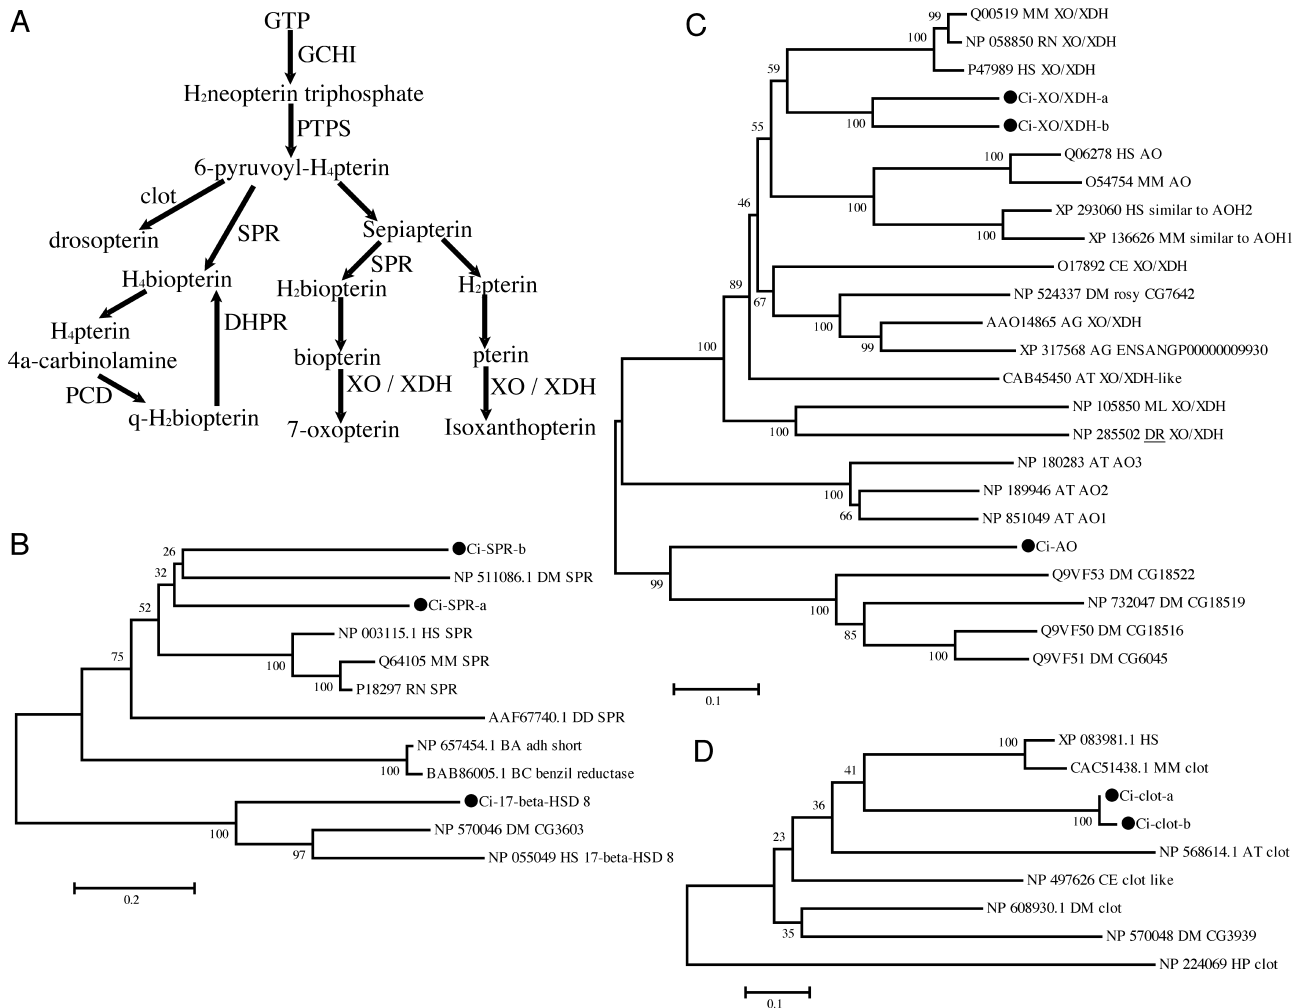 A
GTP
GCHI
H2neopterin triphosphate
PTPS
6-pyruvoyl-H4pterin
clot
drosopterin
SPR
Sepiapterin
SPR
H4biopterin
H2biopterin
H2pterin
H4pterin
4a-carbinolamine
DHPR
PCD
q-H2biopterin
biopterin
pterin
XO / XDH
XO / XDH
7-oxopterin
Isoxanthopterin
B
26
Ci-SPR-b
32
NP 511086.1 DM SPR
52
Ci-SPR-a
75
NP 003115.1 HS SPR
100
Q64105 MM SPR
100
P18297 RN SPR
AAF67740.1 DD SPR
NP 657454.1 BA adh short
100
BAB86005.1 BC benzil reductase
Ci-17-beta-HSD 8
100
NP 570046 DM CG3603
97
NP 055049 HS 17-beta-HSD 8
0.2
C
99
Q00519 MM XO/XDH
100
NP 058850 RN XO/XDH
P47989 HS XO/XDH
59
Ci-XO/XDH-a
100
Ci-XO/XDH-b
55
100
Q06278 HS AO
O54754 MM AO
100
46
XP 293060 HS similar to AOH2
100
XP 136626 MM similar to AOH1
O17892 CE XO/XDH
89
67
NP 524337 DM rosy CG7642
100
AAO14865 AG XO/XDH
99
XP 317568 AG ENSANGP00000009930
100
CAB45450 AT XO/XDH-like
NP 105850 ML XO/XDH
100
NP 285502 DR XO/XDH
NP 180283 AT AO3
100
NP 189946 AT AO2
66
NP 851049 AT AO1
Ci-AO
99
Q9VF53 DM CG18522
100
NP 732047 DM CG18519
85
Q9VF50 DM CG18516
100
Q9VF51 DM CG6045
0.1
D
100
XP 083981.1 HS
CAC51438.1 MM clot
41
Ci-clot-a
100
Ci-clot-b
36
NP 568614.1 AT clot
23
NP 497626 CE clot like
NP 608930.1 DM clot
35
NP 570048 DM CG3939
NP 224069 HP clot
0.1